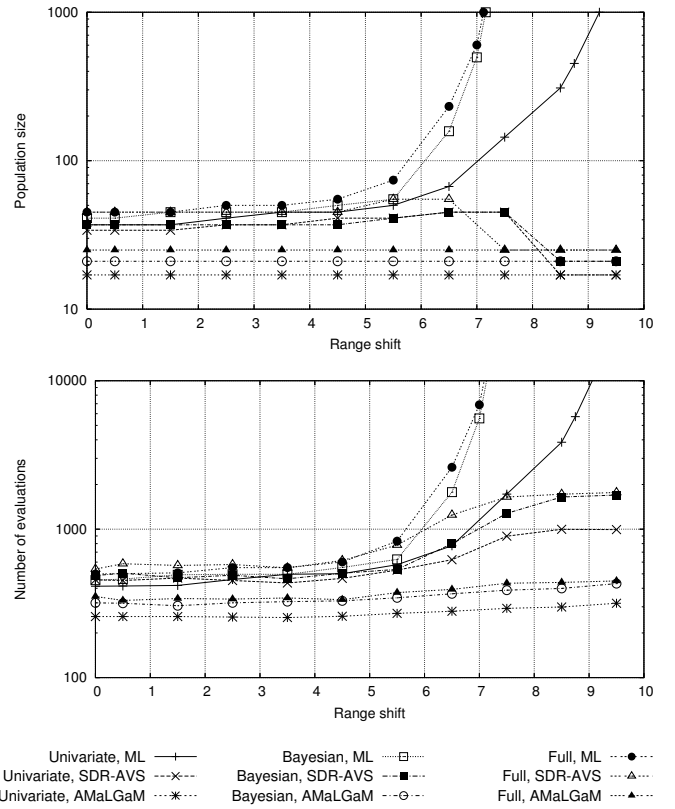 1000
Population size
100
10
0 1 2 3 4 5 6 7 8 9 10
Range shift
10000
Number of evaluations
1000
100
0 1 2 3 4 5 6 7 8 9 10
Range shift
Univariate, ML Bayesian, ML Full, ML
Univariate, SDR-AVS Bayesian, SDR-AVS Full, SDR-AVS
Univariate, AMaLGaM Bayesian, AMaLGaM Full, AMaLGaM